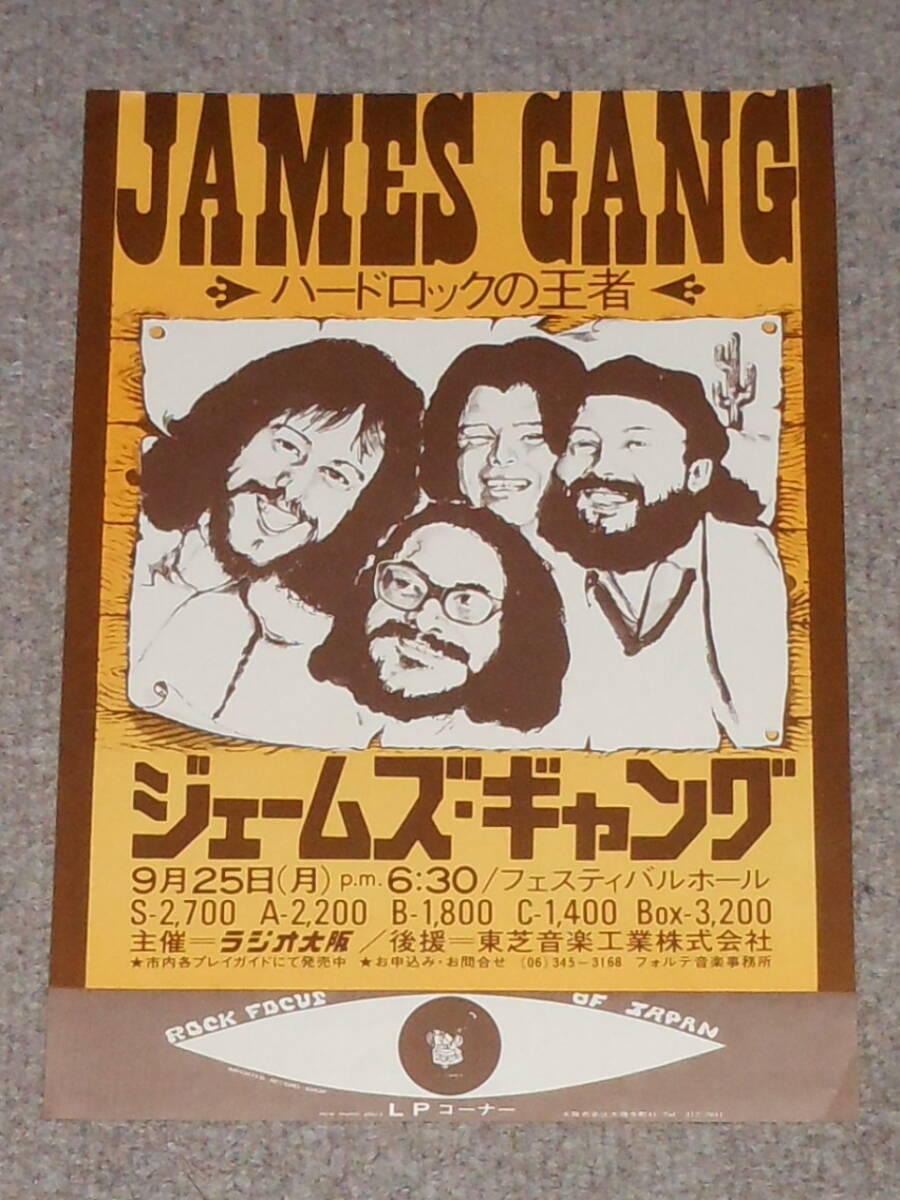 JAMES GANG
ハードロックの王者
ジェームズ・ギャング
9月25日(月) p.m. 6:30/フェスティバルホール
S-2,700 A-2,200 B-1,800 C-1,400 Box-3,200
主催=ラジオ大阪/後援=東芝音楽工業株式会社
★市内各プレイガイドにて発売中 ★お申込み・お問合せ (06)345-3168 フォルテ音楽事務所
ROCK FOCUS OF JAPAN
LPコーナー